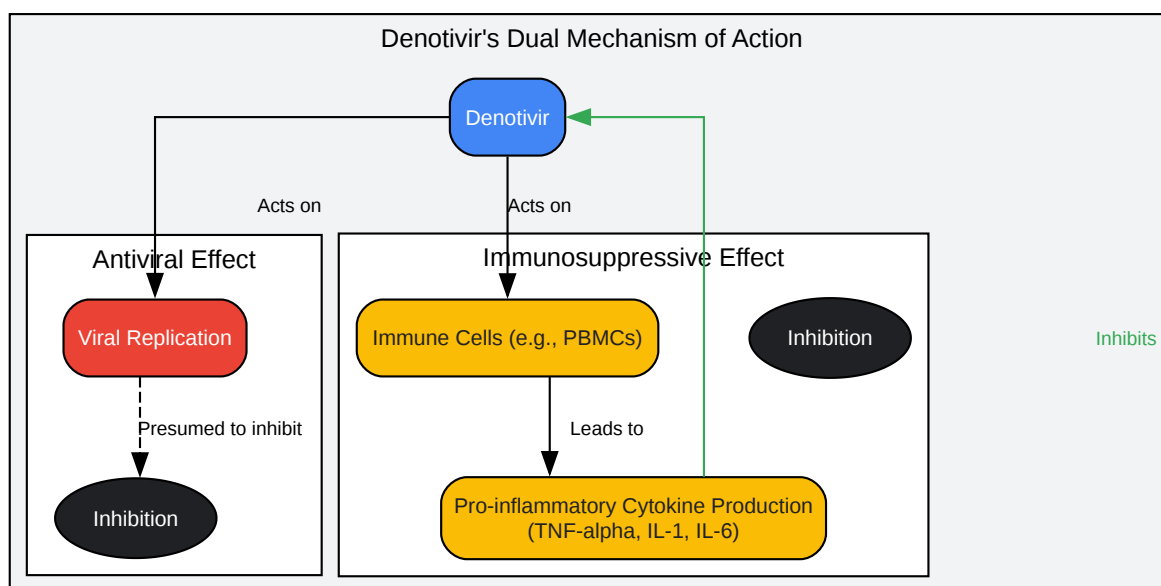 Denotivir's Dual Mechanism of Action
Denotivir
Acts on
Acts on
Antiviral Effect
Immunosuppressive Effect
Viral Replication
Immune Cells (e.g., PBMCs)
Inhibition
Inhibits
Presumed to inhibit
Leads to
Inhibition
Pro-inflammatory Cytokine Production
(TNF-alpha, IL-1, IL-6)